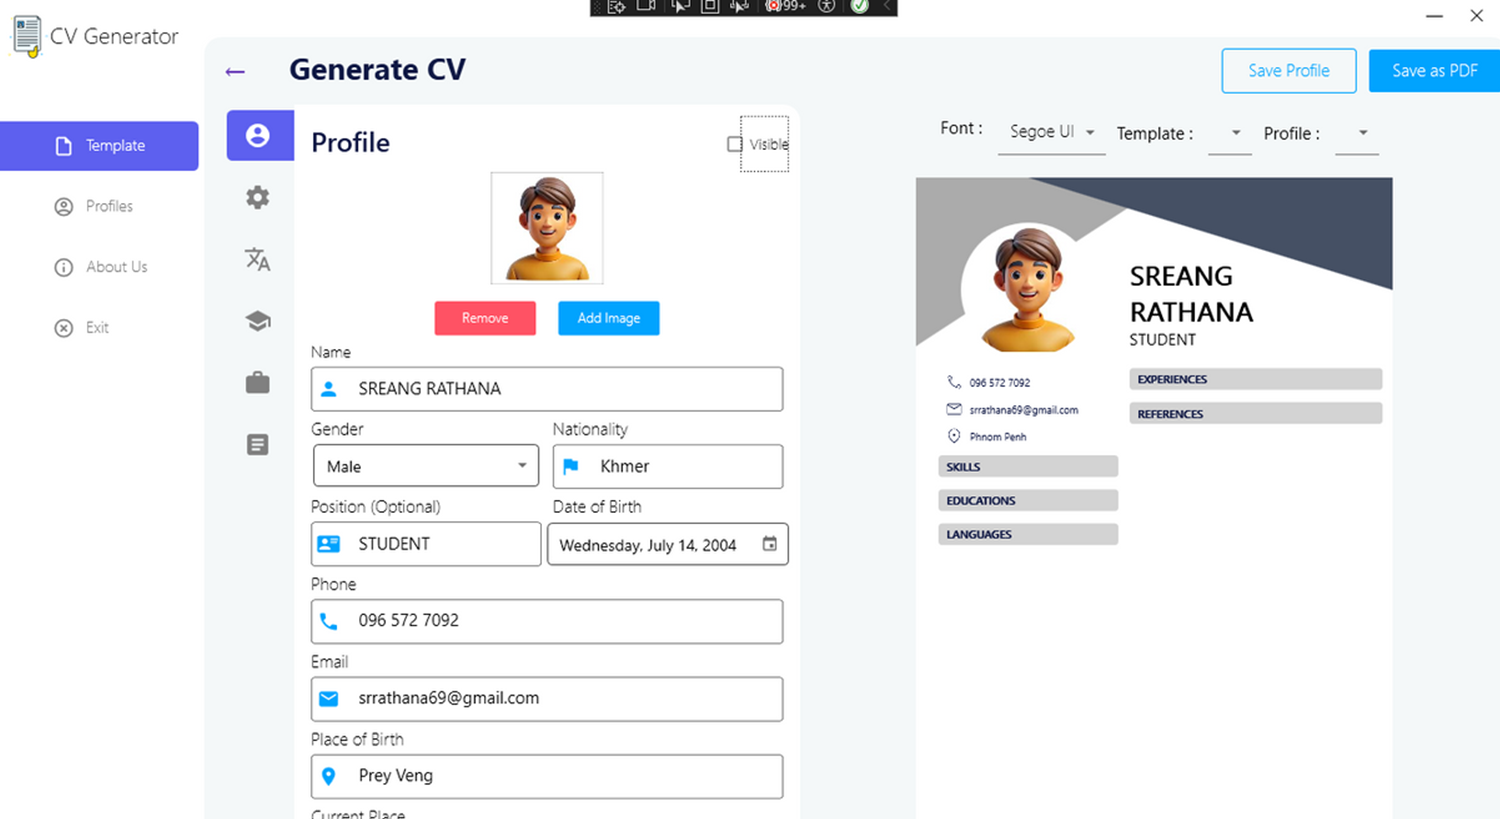 99+
CV Generator
Generate CV
Save Profile
Save as PDF
Template
Profiles
About Us
Exit
Profile
Visible
Remove
Add Image
Name
SREANG RATHANA
Gender
Nationality
Male
Khmer
Position (Optional)
Date of Birth
STUDENT
Wednesday, July 14, 2004
Phone
096 572 7092
Email
srrathana69@gmail.com
Place of Birth
Prey Veng
Current Place
Font :
Segoe UI
Template :
Profile :
SREANG
RATHANA
STUDENT
096 572 7092
srrathana69@gmail.com
Phnom Penh
SKILLS
EDUCATIONS
LANGUAGES
EXPERIENCES
REFERENCES